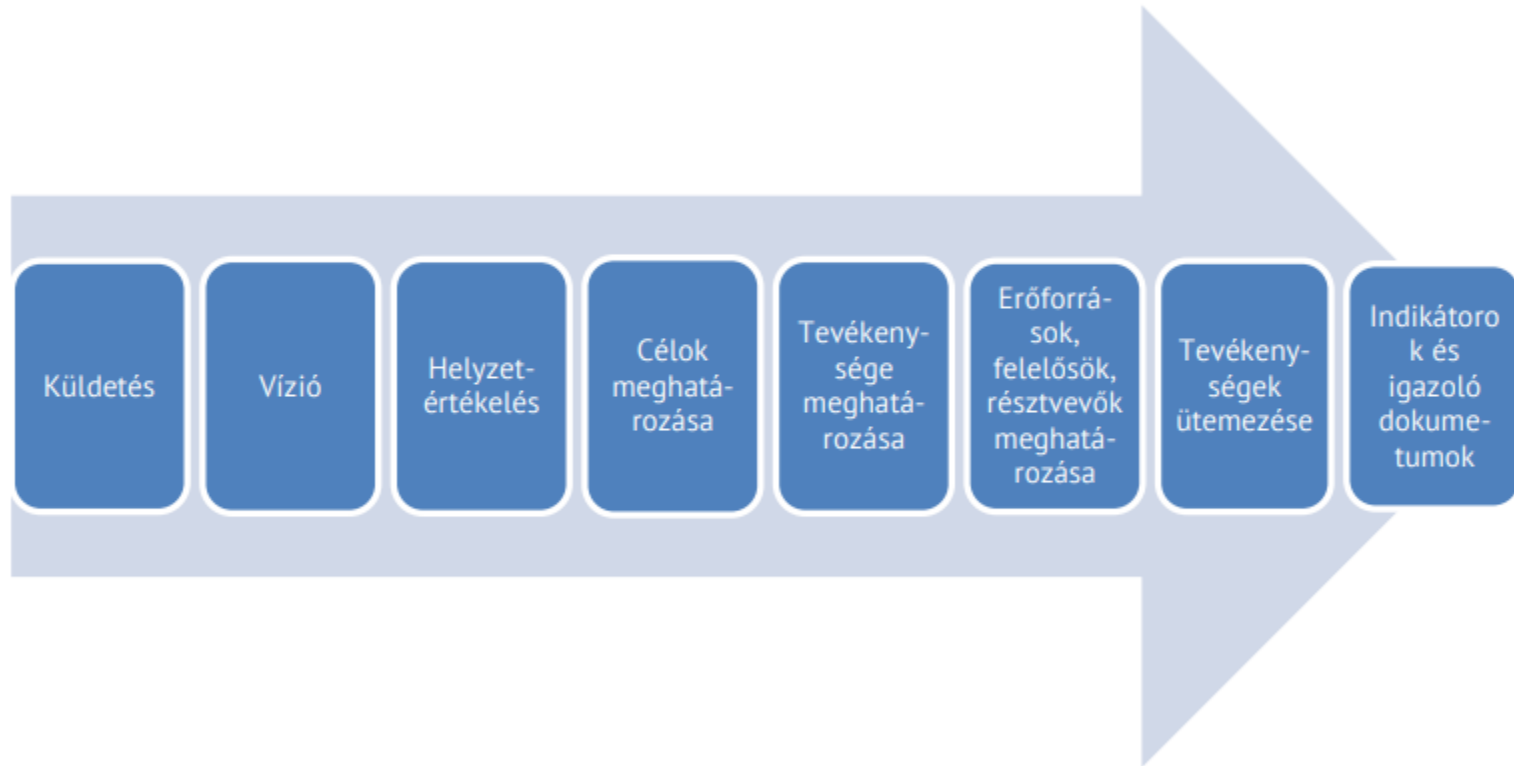 Küldetés
Vízió
Helyzet-
értékelés
Célok
meghatá-
rozása
Tevékeny-
sége
meghatá-
rozása
Erőforrá-
sok,
felelősök,
résztvevők
meghatá-
rozása
Tevékeny-
ségek
ütemezése
Indikátoro
k és
igazoló
dokume-
tumok